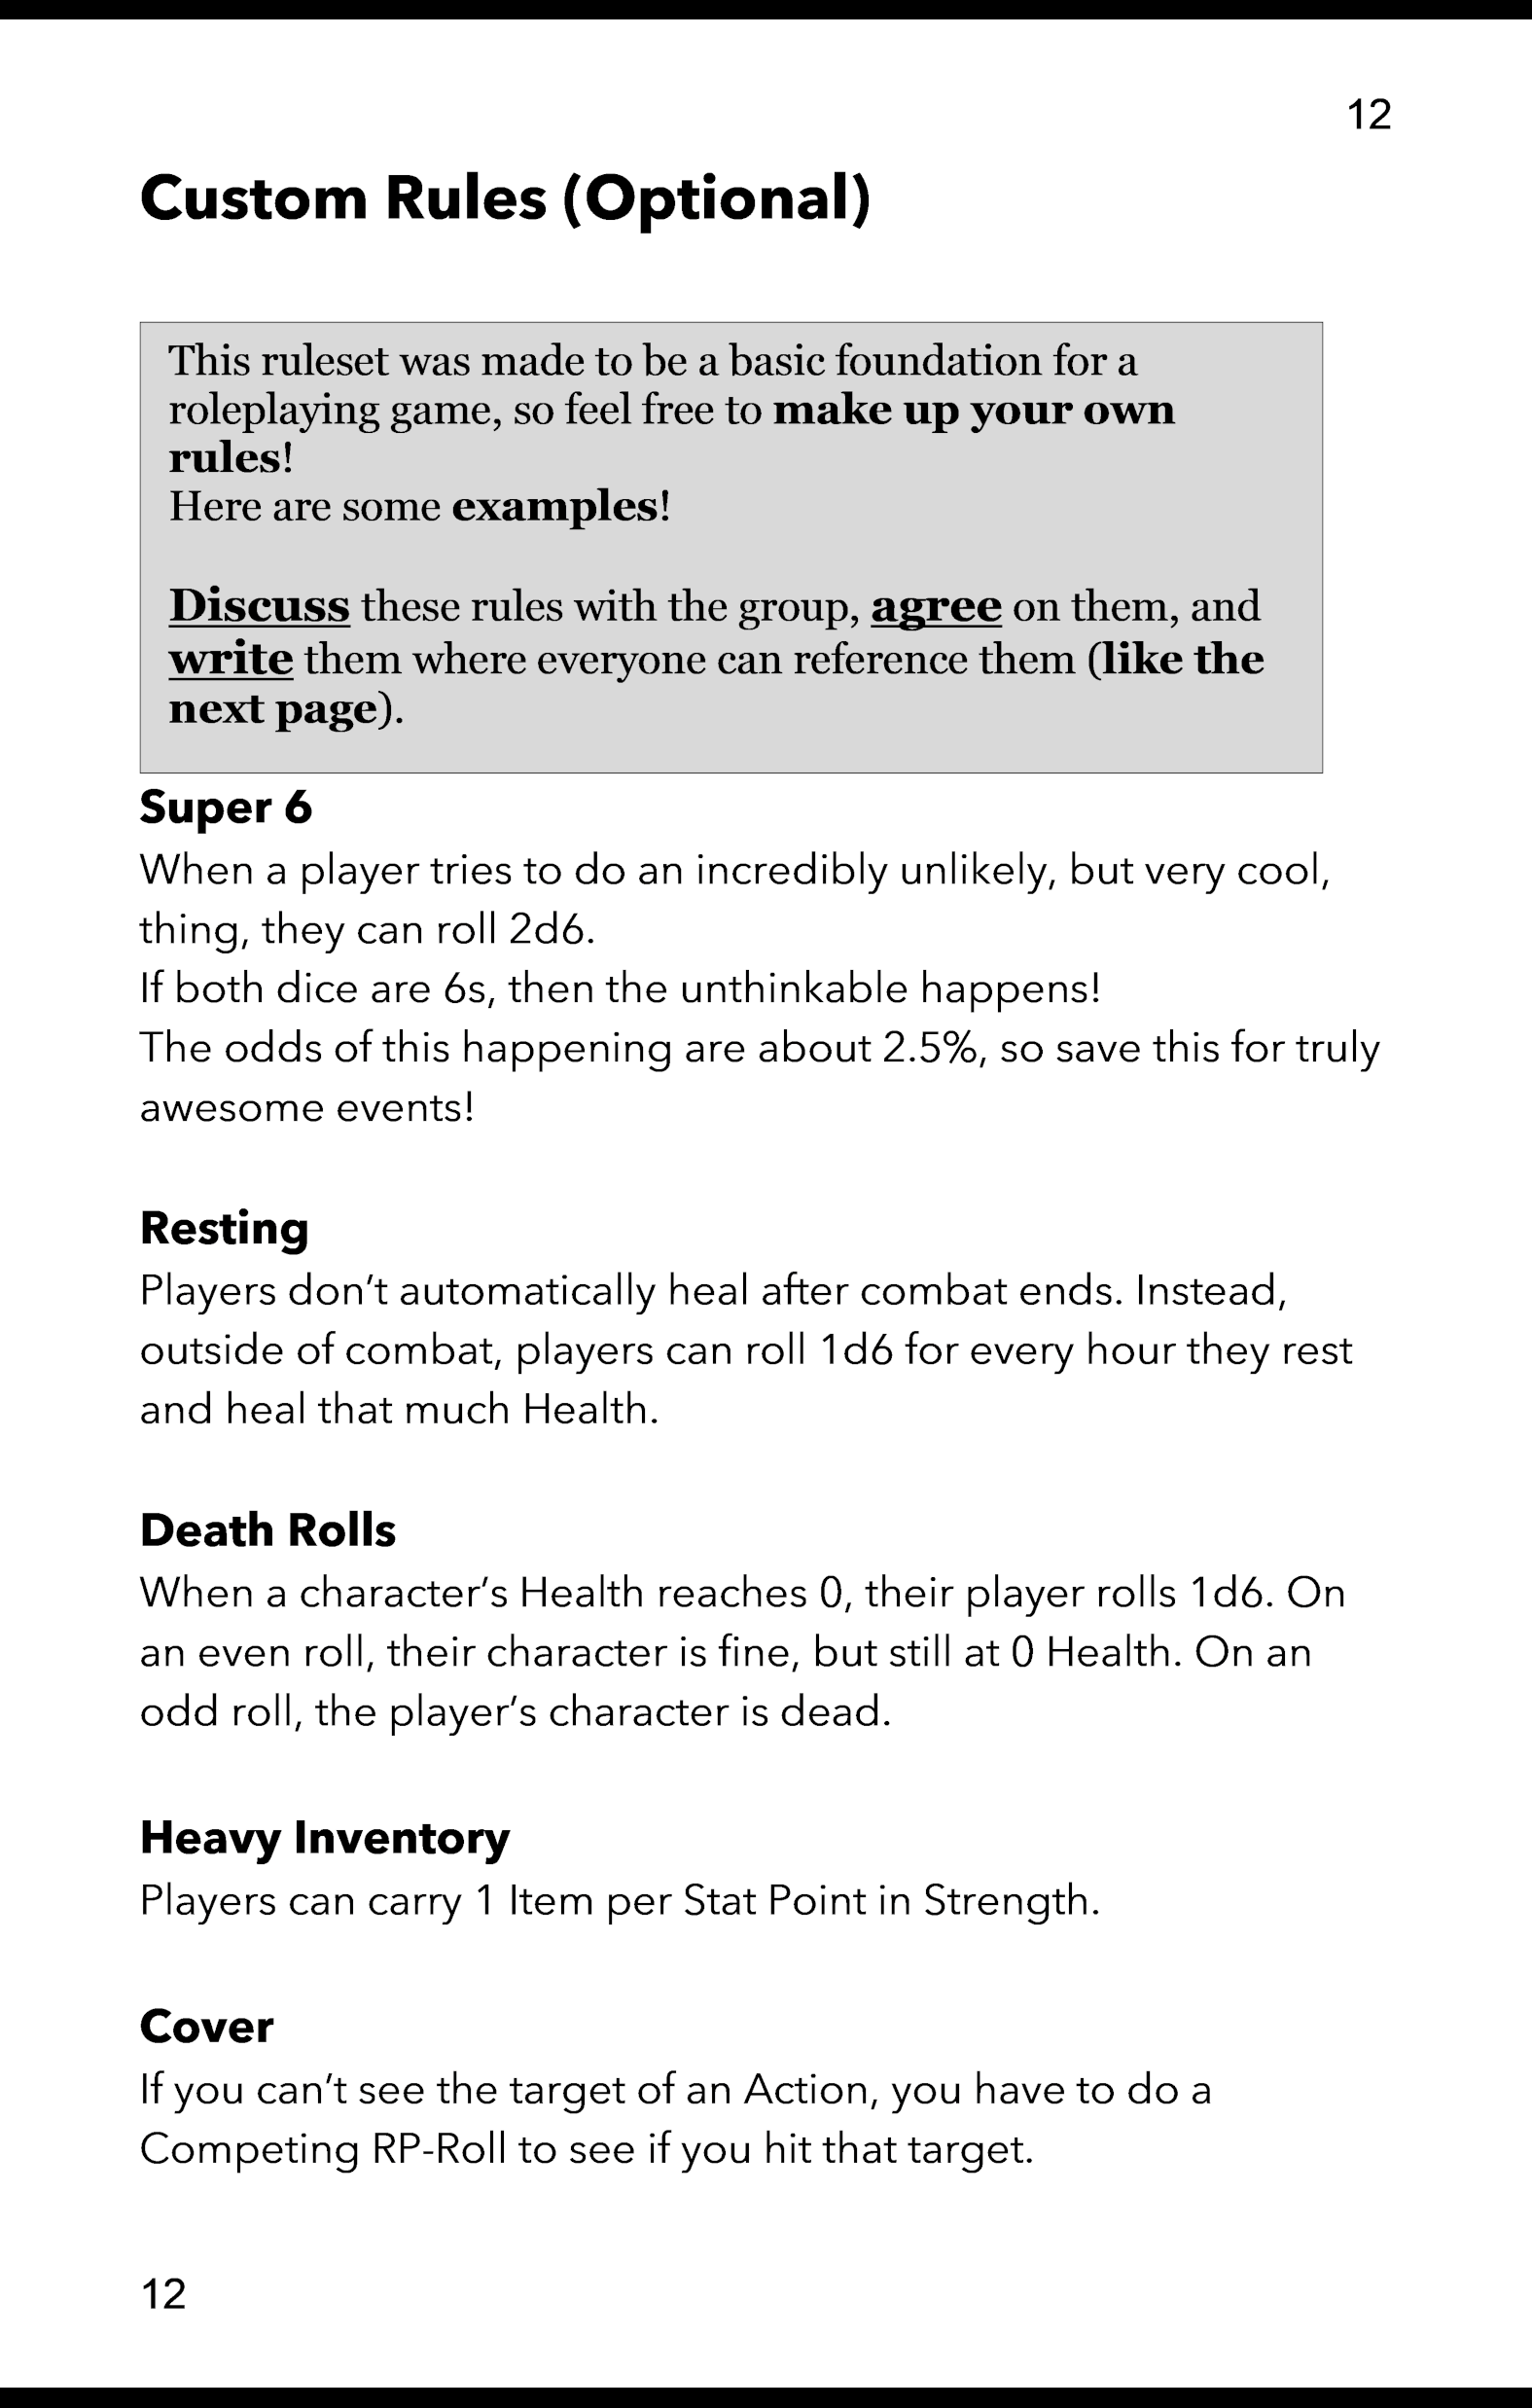 12
Custom Rules (Optional)
This ruleset was made to be a basic foundation for a
roleplaying game, so feel free to make up your own
rules!
Here are some examples!
Discuss these rules with the group, agree on them, and
write them where everyone can reference them (like the
next page).
Super 6
When a player tries to do an incredibly unlikely, but very cool,
thing, they can roll 2d6.
If both dice are 6s, then the unthinkable happens!
The odds of this happening are about 2.5%, so save this for truly
awesome events!
Resting
Players don’t automatically heal after combat ends. Instead,
outside of combat, players can roll 1d6 for every hour they rest
and heal that much Health.
Death Rolls
When a character’s Health reaches 0, their player rolls 1d6. On
an even roll, their character is fine, but still at 0 Health. On an
odd roll, the player’s character is dead.
Heavy Inventory
Players can carry 1 Item per Stat Point in Strength.
Cover
If you can’t see the target of an Action, you have to do a
Competing RP-Roll to see if you hit that target.
12